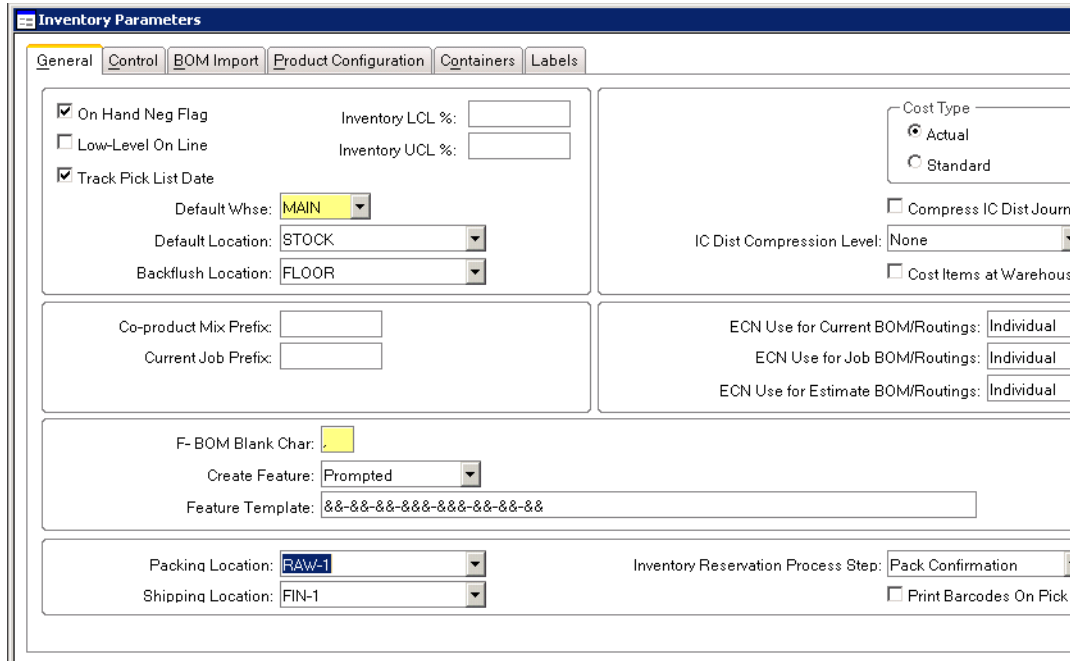 Inventory Parameters
General Control BOM Import Product Configuration Containers Labels
On Hand Neg Flag
Inventory LCL %:
Low-Level On Line
Inventory UCL %:
Track Pick List Date
Default Whse: MAIN
Default Location: STOCK
Backflush Location: FLOOR
Cost Type
Actual
Standard
Compress IC Dist Journ
IC Dist Compression Level: None
Cost Items at Warehous
Co-product Mix Prefix:
Current Job Prefix:
ECN Use for Current BOM/Routings: Individual
ECN Use for Job BOM/Routings: Individual
ECN Use for Estimate BOM/Routings: Individual
F- BOM Blank Char: ,
Create Feature: Prompted
Feature Template: &&-&&-&&-&&&-&&&-&&-&&-&&
Packing Location: RAW-1
Shipping Location: FIN-1
Inventory Reservation Process Step: Pack Confirmation
Print Barcodes On Pick